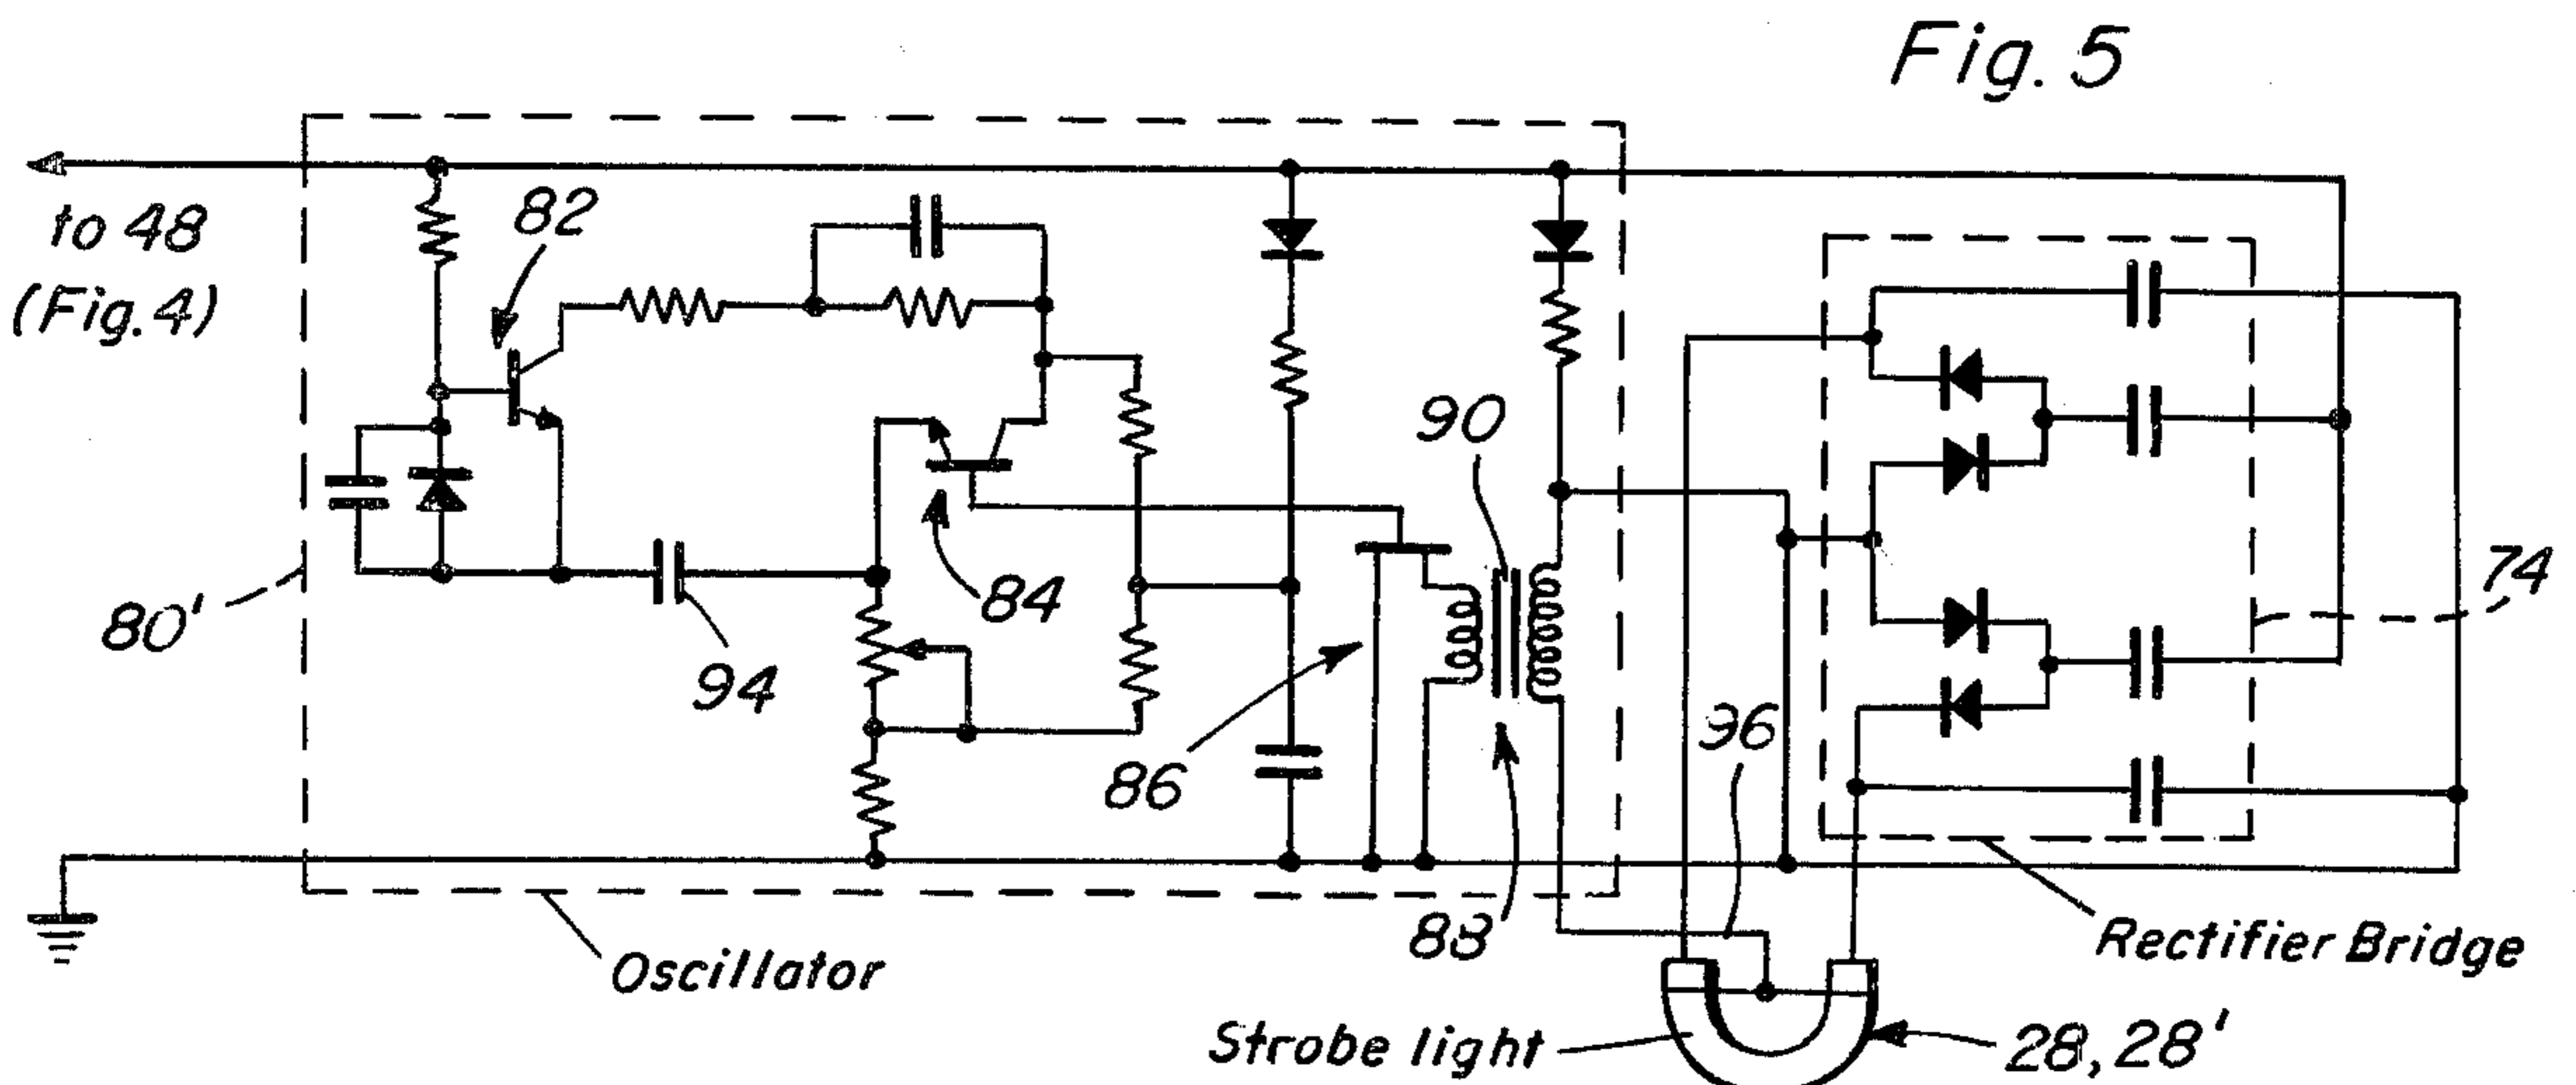 Fig. 5
to 48
(Fig. 4)
82
90
80'
94
84
86
88
96
74
Oscillator
Rectifier Bridge
Strobe light
28, 28'